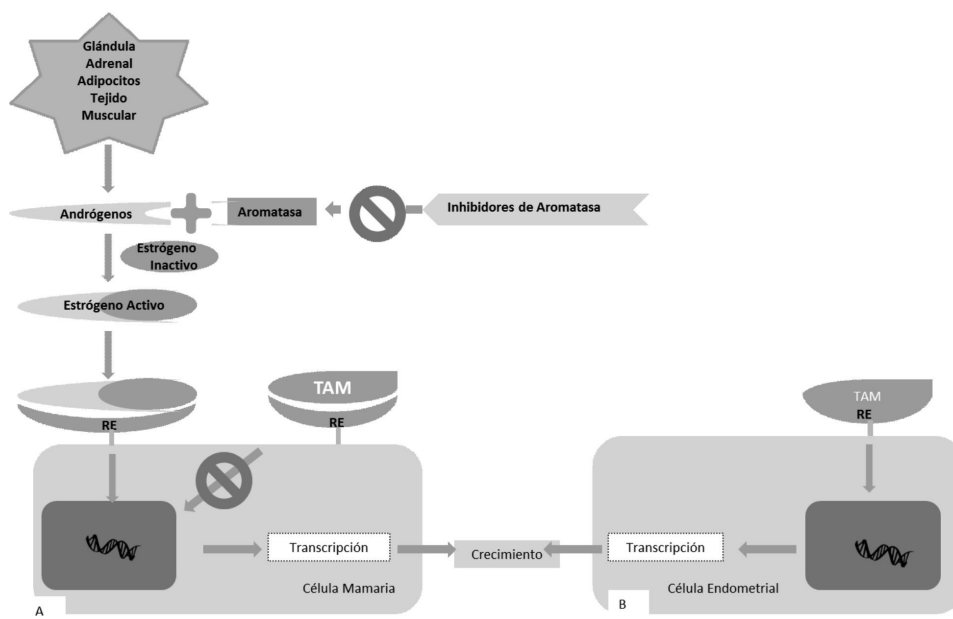 Glándula
Adrenal
Adipocitos
Tejido
Muscular
Andrógenos
Aromatasa
Inhibidores de Aromatasa
Estrógeno
Inactivo
Estrógeno Activo
RE
TAM
RE
TAM
RE
Transcripción
Crecimiento
Transcripción
Célula Mamaria
Célula Endometrial
A
B